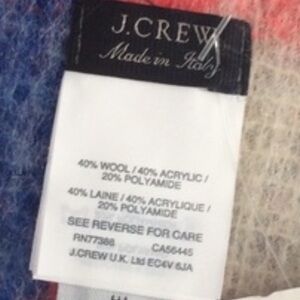 J.CREW
Made in Italy
40% WOOL / 40% ACRYLIC /
20% POLYAMIDE
40% LAINE / 40% ACRYLIQUE /
20% POLYAMIDE
SEE REVERSE FOR CARE
RN77388 CA56445
J.CREW U.K. Ltd EC4V 6JA